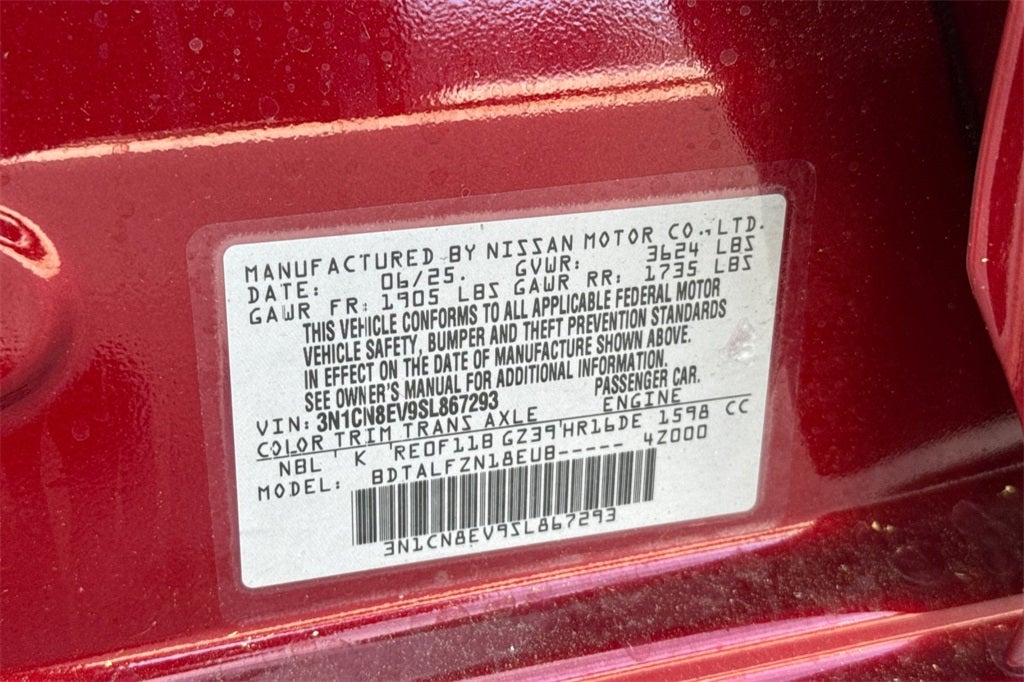 MANUFACTURED BY NISSAN MOTOR CO.,LTD.
DATE: 06/25. GVWR: 3624 LBS
GAWR FR: 1905 LBS GAWR RR: 1735 LBS
THIS VEHICLE CONFORMS TO ALL APPLICABLE FEDERAL MOTOR
VEHICLE SAFETY, BUMPER AND THEFT PREVENTION STANDARDS
IN EFFECT ON THE DATE OF MANUFACTURE SHOWN ABOVE.
SEE OWNER'S MANUAL FOR ADDITIONAL INFORMATION.
VIN: 3N1CN8EV9SL867293 PASSENGER CAR.
COLOR TRIM TRANS AXLE ENGINE
NBL ' K 'RE0F11B GZ39'HR16DE 1598 CC
MODEL: BDTALFZN18EUB----- 42000
3N1CN8EV9SL867293